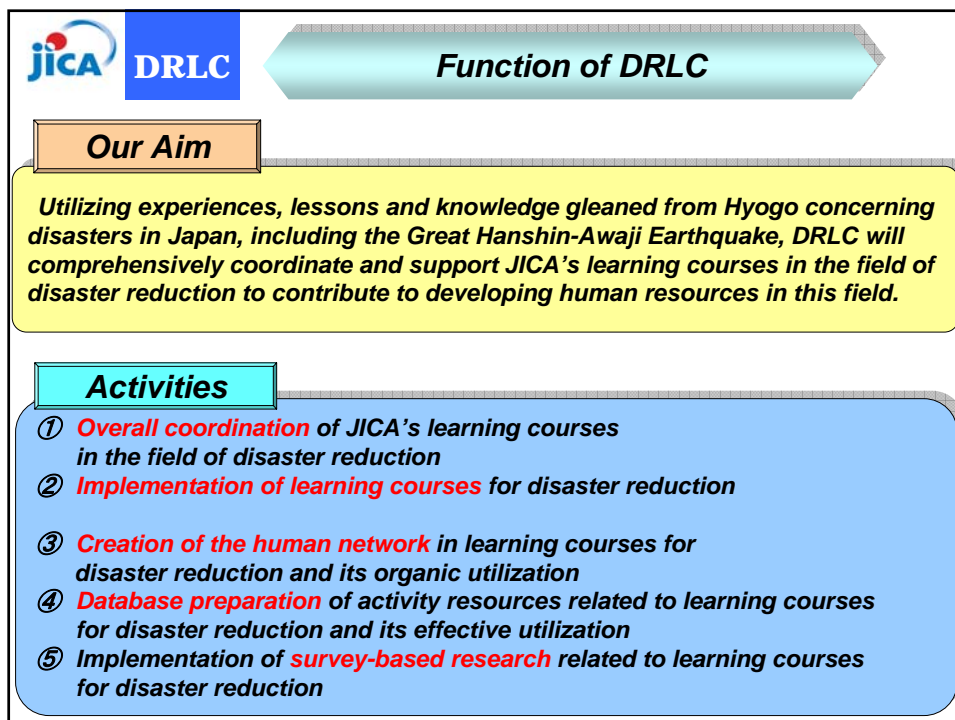 jICA
DRLC
Function of DRLC
Our Aim
Utilizing experiences, lessons and knowledge gleaned from Hyogo concerning
disasters in Japan, including the Great Hanshin-Awaji Earthquake, DRLC will
comprehensively coordinate and support JICA's learning courses in the field of
disaster reduction to contribute to developing human resources in this field.
Activities
① Overall coordination of JICA's learning courses
in the field of disaster reduction
② Implementation of learning courses for disaster reduction
③ Creation of the human network in learning courses for
disaster reduction and its organic utilization
④ Database preparation of activity resources related to learning courses
for disaster reduction and its effective utilization
⑤ Implementation of survey-based research related to learning courses
for disaster reduction